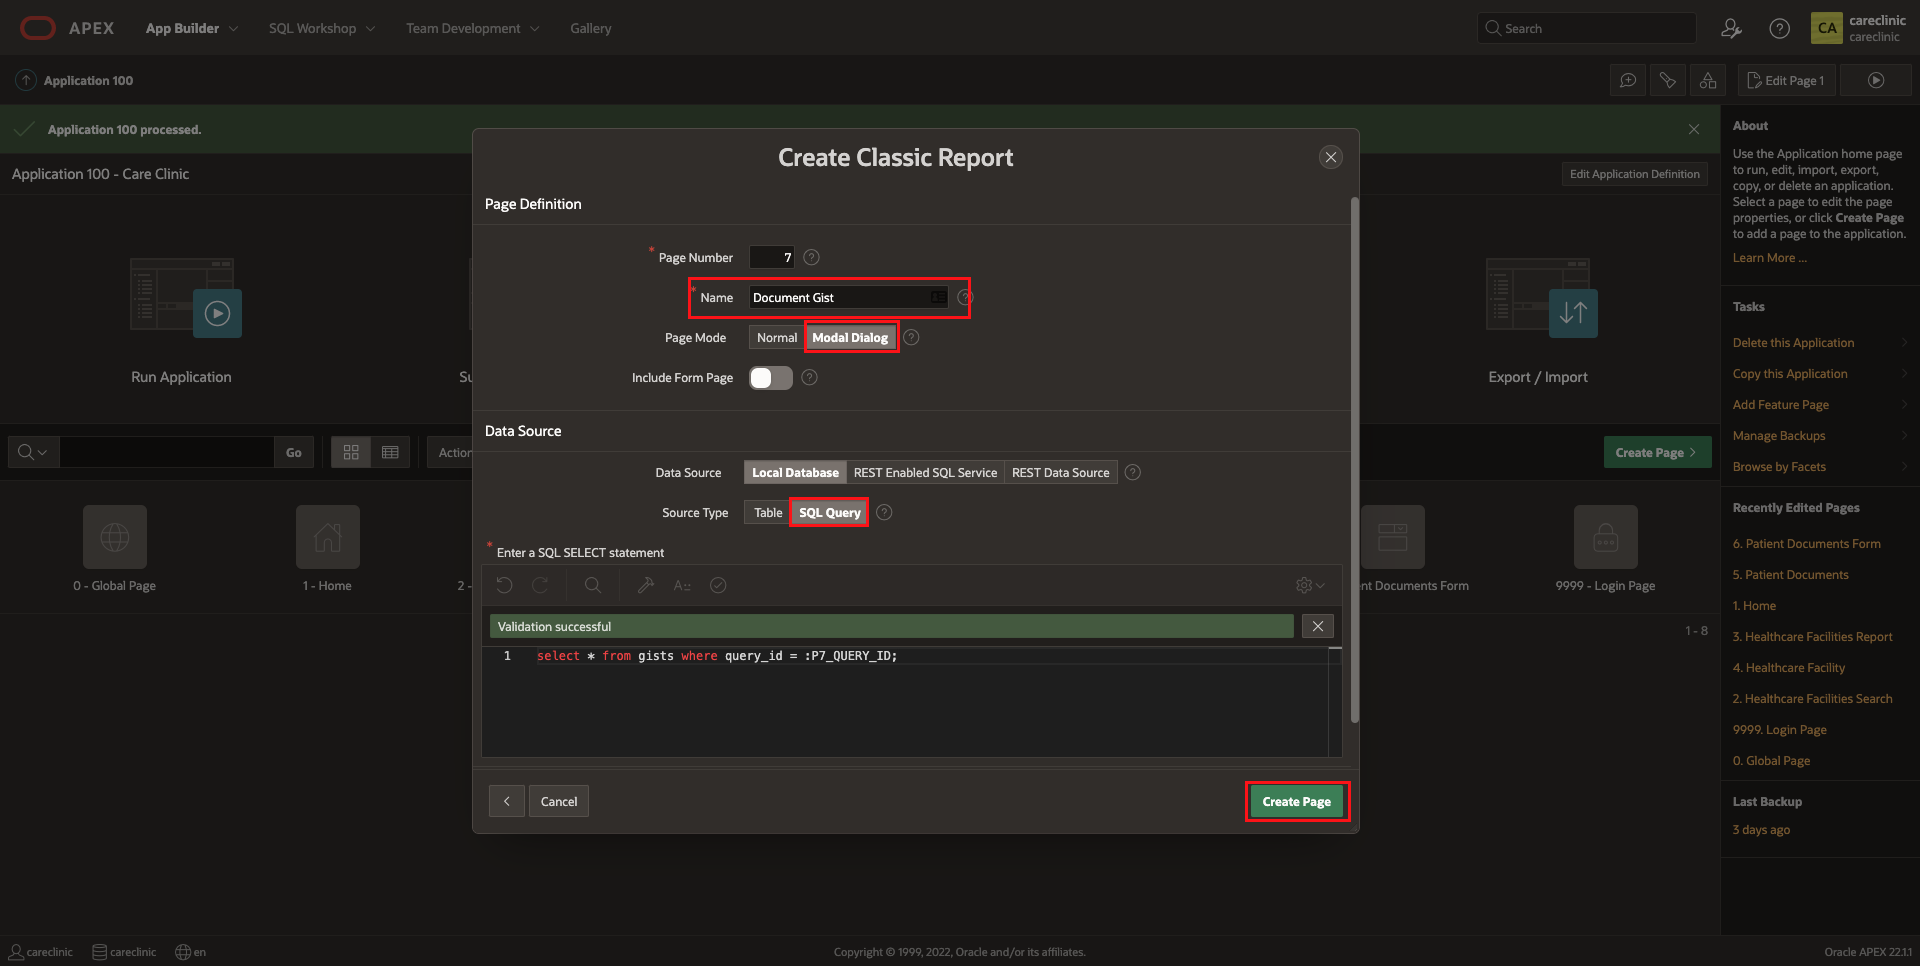 APEX App Builder SQL Workshop Team Development Gallery Search CA careclinic
careclinic
Application 100 Edit Page 1
Application 100 processed.
Application 100 - Care Clinic Edit Application Definition
Run Application
Su
Export / Import
Go
Action
Create Page
0 - Global Page
1 - Home
2 -
nt Documents Form
9999 - Login Page
1 - 8
Create Classic Report
Page Definition
* Page Number 7 ?
* Name Document Gist ?
Page Mode Normal Modal Dialog ?
Include Form Page ?
Data Source
Data Source Local Database REST Enabled SQL Service REST Data Source ?
Source Type Table SQL Query ?
* Enter a SQL SELECT statement
Validation successful
1 select * from gists where query_id = :P7_QUERY_ID;
Cancel Create Page
About
Use the Application home page
to run, edit, import, export,
copy, or delete an application.
Select a page to edit the page
properties, or click Create Page
to add a page to the application.
Learn More ...
Tasks
Delete this Application
Copy this Application
Add Feature Page
Manage Backups
Browse by Facets
Recently Edited Pages
6. Patient Documents Form
5. Patient Documents
1. Home
3. Healthcare Facilities Report
4. Healthcare Facility
2. Healthcare Facilities Search
9999. Login Page
0. Global Page
Last Backup
3 days ago
careclinic careclinic en Copyright © 1999, 2022, Oracle and/or its affiliates. Oracle APEX 22.1.1